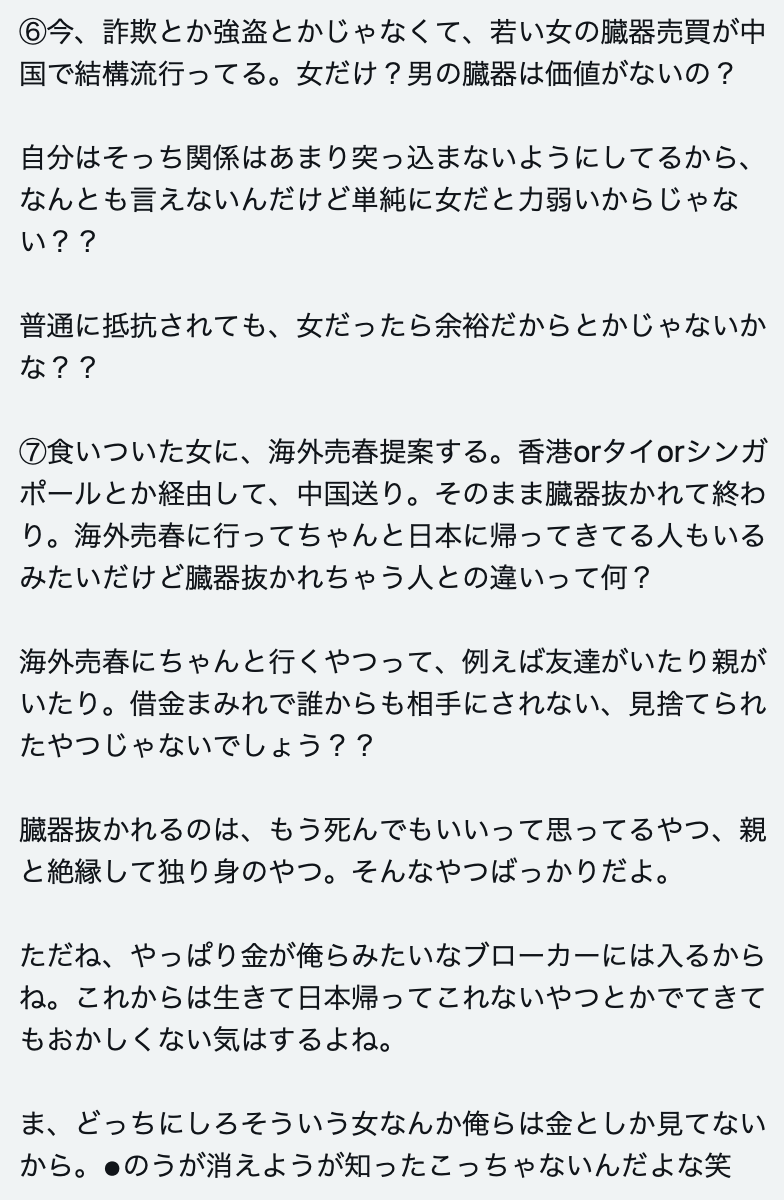 ⑥今、詐欺とか強盗とかじゃなくて、若い女の臓器売買が中
国で結構流行ってる。女だけ？男の臓器は価値がないの？
自分はそっち関係はあまり突っ込まないようにしてるから、
なんとも言えないんだけど単純に女だと力弱いからじゃな
い？？
普通に抵抗されても、女だったら余裕だからとかじゃないか
な？？
⑦食いついた女に、海外売春提案する。香港orタイorシンガ
ポールとか経由して、中国送り。そのまま臓器抜かれて終わ
り。海外売春に行ってちゃんと日本に帰ってきてる人もいる
みたいだけど臓器抜かれちゃう人との違いって何？
海外売春にちゃんと行くやつって、例えば友達がいたり親が
いたり。借金まみれで誰からも相手にされない、見捨てられ
たやつじゃないでしょう？？
臓器抜かれるのは、もう死んでもいいって思ってるやつ、親
と絶縁して独り身のやつ。そんなやつばっかりだよ。
ただね、やっぱり金が俺らみたいなブローカーには入るから
ね。これからは生きて日本帰ってこれないやつとかでてきて
もおかしくない気はするよね。
ま、どっちにしろそういう女なんか俺らは金としか見てない
から。●のうが消えようが知ったこっちゃないんだよな笑